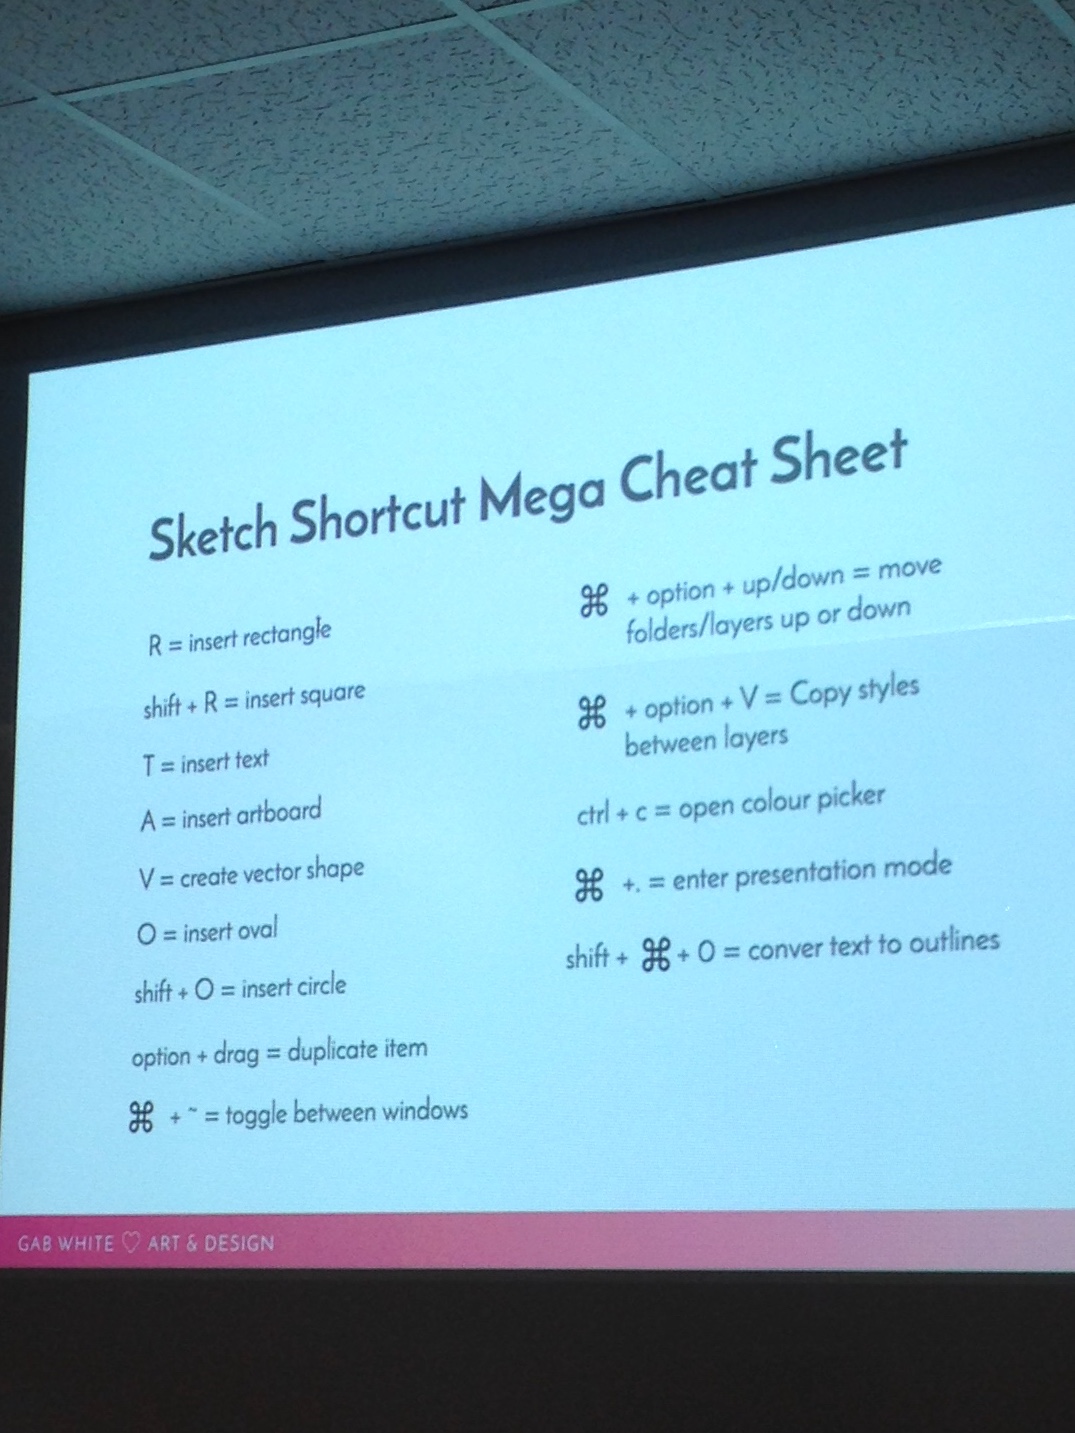 Sketch Shortcut Mega Cheat Sheet
R = insert rectangle
shift + R = insert square
T = insert text
A = insert artboard
V = create vector shape
O = insert oval
shift + O = insert circle
option + drag = duplicate item
⌘ + ~ = toggle between windows
⌘ + option + up/down = move
folders/layers up or down
⌘ + option + V = Copy styles
between layers
ctrl + c = open colour picker
⌘ +. = enter presentation mode
shift + ⌘ + O = conver text to outlines
GAB WHITE ♡ ART & DESIGN